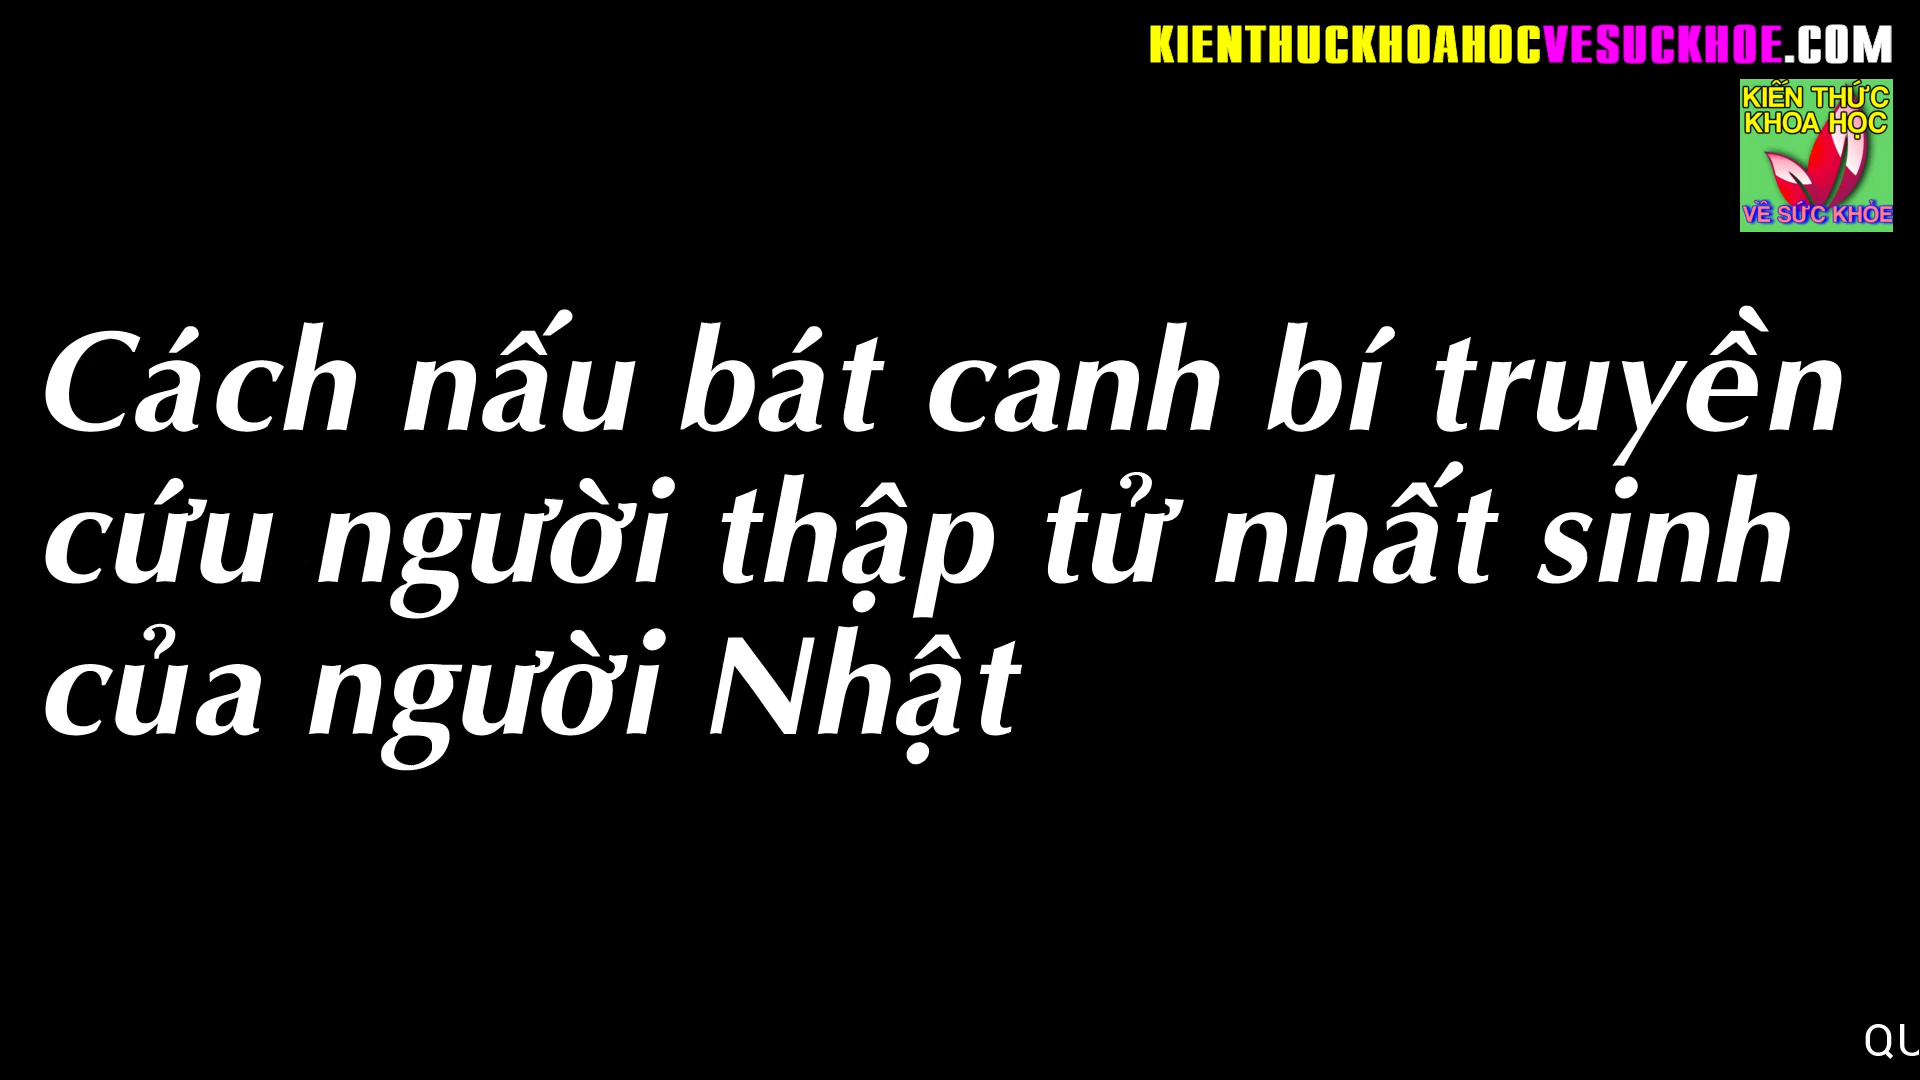 KIENTHUCKHOAHOCVESUCKHOE.COM
KIẾN THỨC
KHOA HỌC
VỀ SỨC KHỎE
Cách nấu bát canh bí truyền
cứu người thập tử nhất sinh
của người Nhật